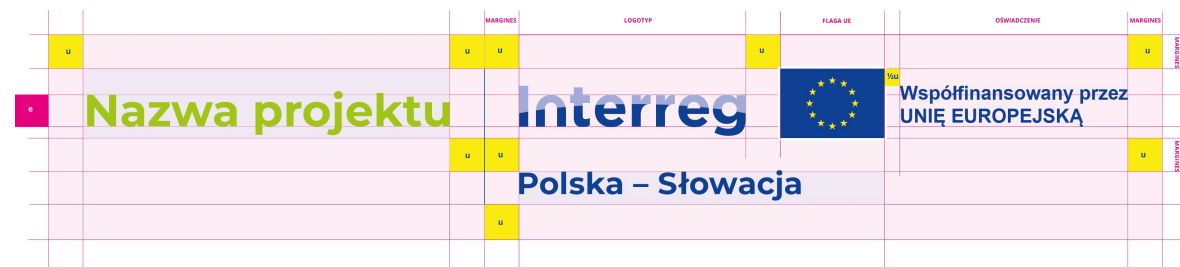 MARGINES LOGOTYP FLAGA UE OŚWIADCZENIE MARGINES
u u u u u
MARGINES
½u
e Nazwa projektu Interreg Współfinansowany przez
UNIĘ EUROPEJSKĄ
u u u
MARGINES
Polska – Słowacja
u